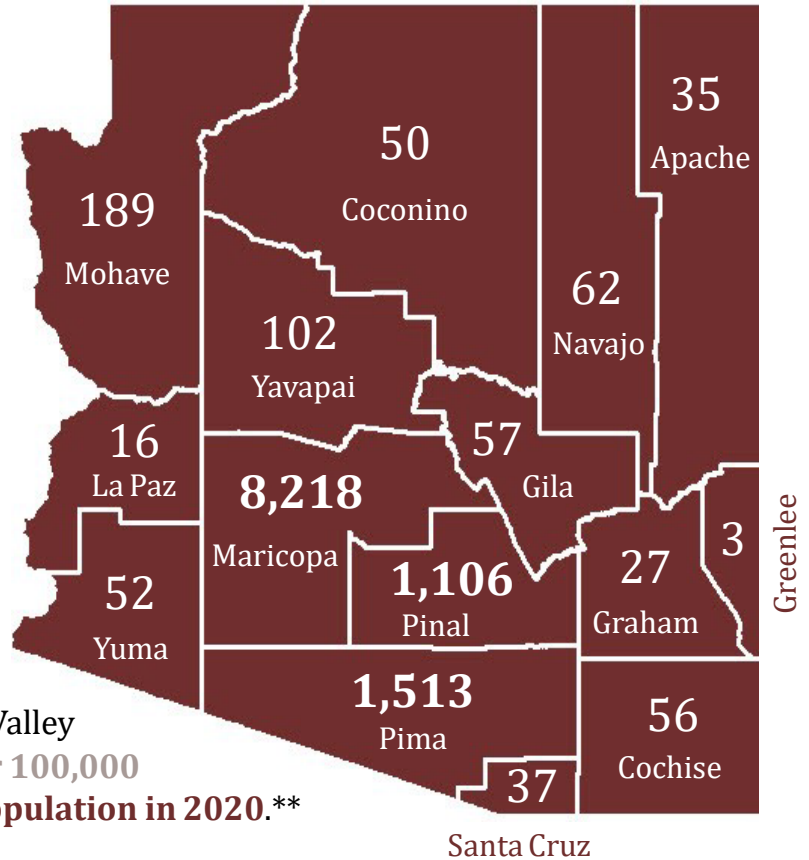 35
Apache
50
Coconino
189
Mohave
62
Navajo
102
Yavapai
57
Gila
16
La Paz
8,218
Maricopa
3
Greenlee
27
Graham
1,106
Pinal
52
Yuma
1,513
Pima
56
Cochise
37
Santa Cruz
Valley
100,000
opulation in 2020.**